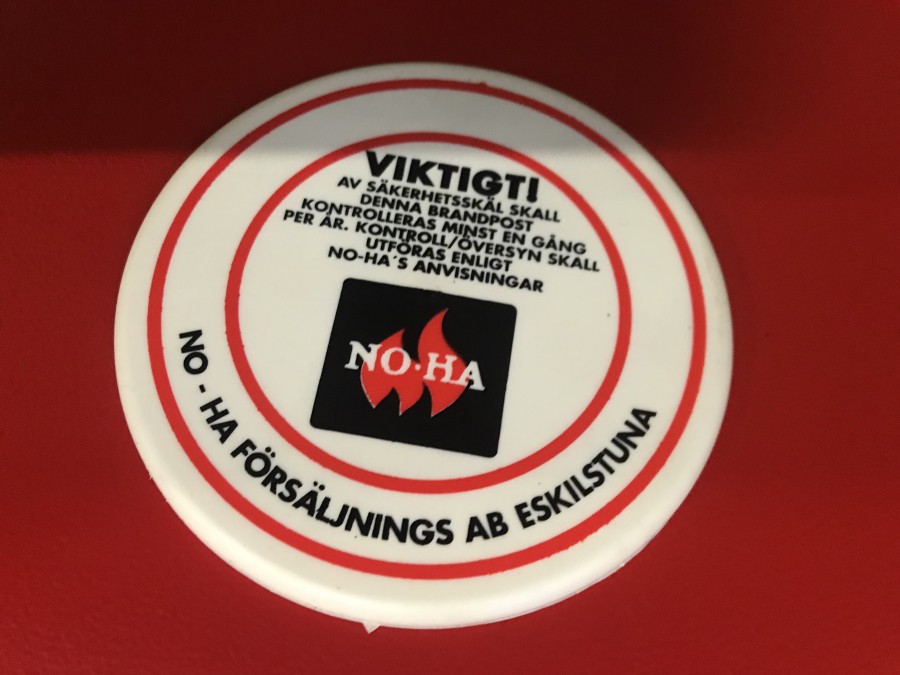 VIKTIGT!
AV SÄKERHETSSKÄL SKALL
DENNA BRANDPOST
KONTROLLERAS MINST EN GÅNG
PER ÅR. KONTROLL/ÖVERSYN SKALL
UTFÖRAS ENLIGT
NO-HA´S ANVISNINGAR
NO·HA
NO - HA FÖRSÄLJNINGS AB ESKILSTUNA